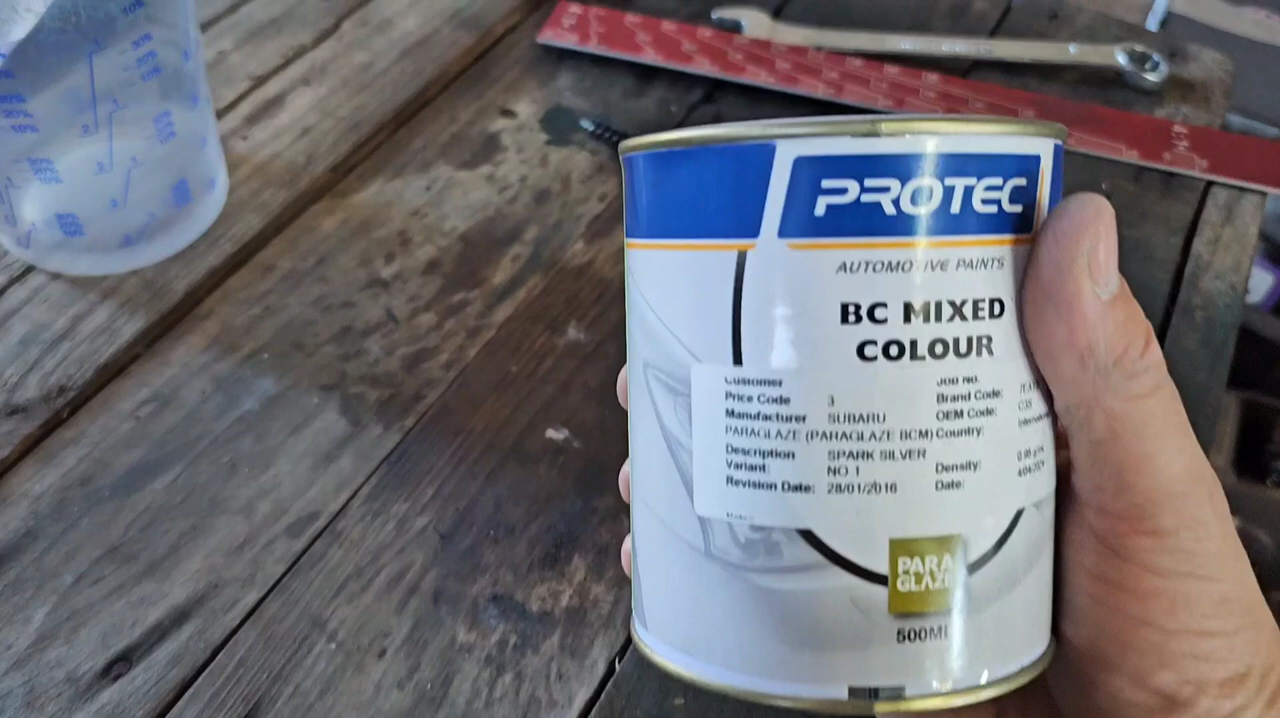 PROTEC
AUTOMOTIVE PAINTS
BC MIXED
COLOUR
Customer JOB NO.
Price Code 3 Brand Code:
Manufacturer SUBARU OEM Code:
PARAGLAZE (PARAGLAZE BCM) Country:
Description SPARK SILVER
Variant: NO 1 Density:
Revision Date: 28/01/2016 Date:
PARA
GLAZE
500ML